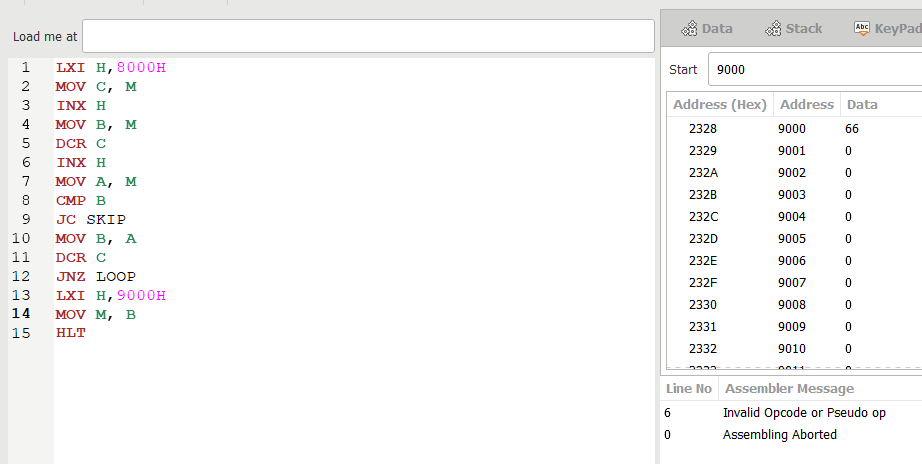 Load me at
1 LXI H,8000H
2 MOV C, M
3 INX H
4 MOV B, M
5 DCR C
6 INX H
7 MOV A, M
8 CMP B
9 JC SKIP
10 MOV B, A
11 DCR C
12 JNZ LOOP
13 LXI H,9000H
14 MOV M, B
15 HLT
Data Stack Abc KeyPad
Start 9000
Address (Hex) Address Data
2328 9000 66
2329 9001 0
232A 9002 0
232B 9003 0
232C 9004 0
232D 9005 0
232E 9006 0
232F 9007 0
2330 9008 0
2331 9009 0
2332 9010 0
2333 9011 0
Line No Assembler Message
6 Invalid Opcode or Pseudo op
0 Assembling Aborted